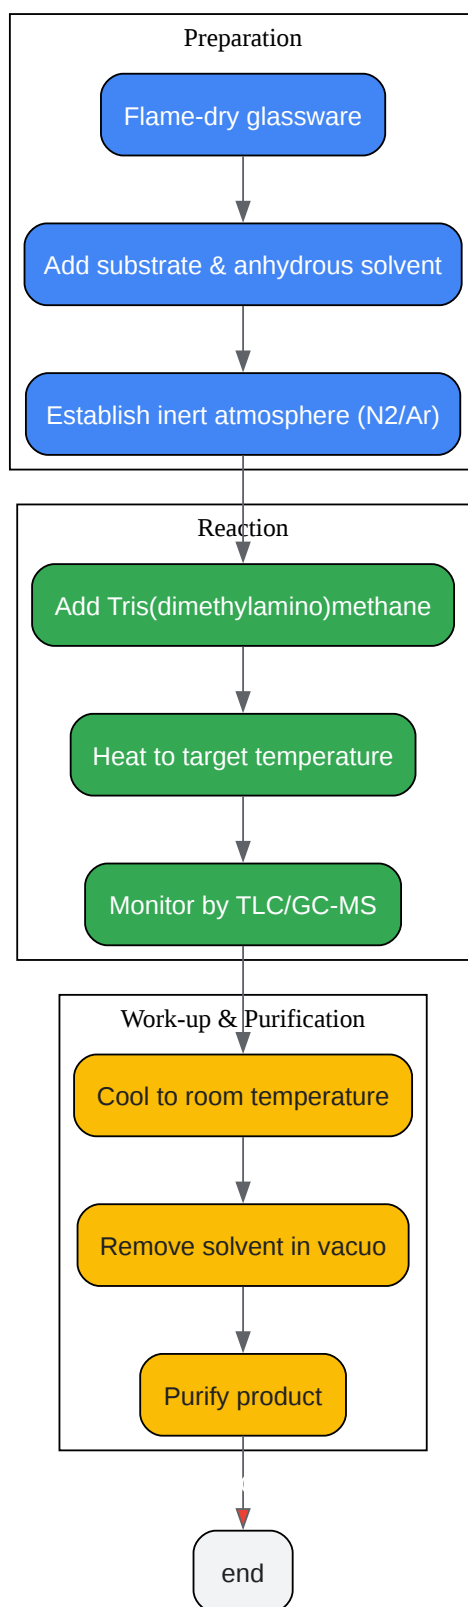 Preparation
Flame-dry glassware
Add substrate & anhydrous solvent
Establish inert atmosphere (N2/Ar)
Reaction
Add Tris(dimethylamino)methane
Heat to target temperature
Monitor by TLC/GC-MS
Work-up & Purification
Cool to room temperature
Remove solvent in vacuo
Purify product
end